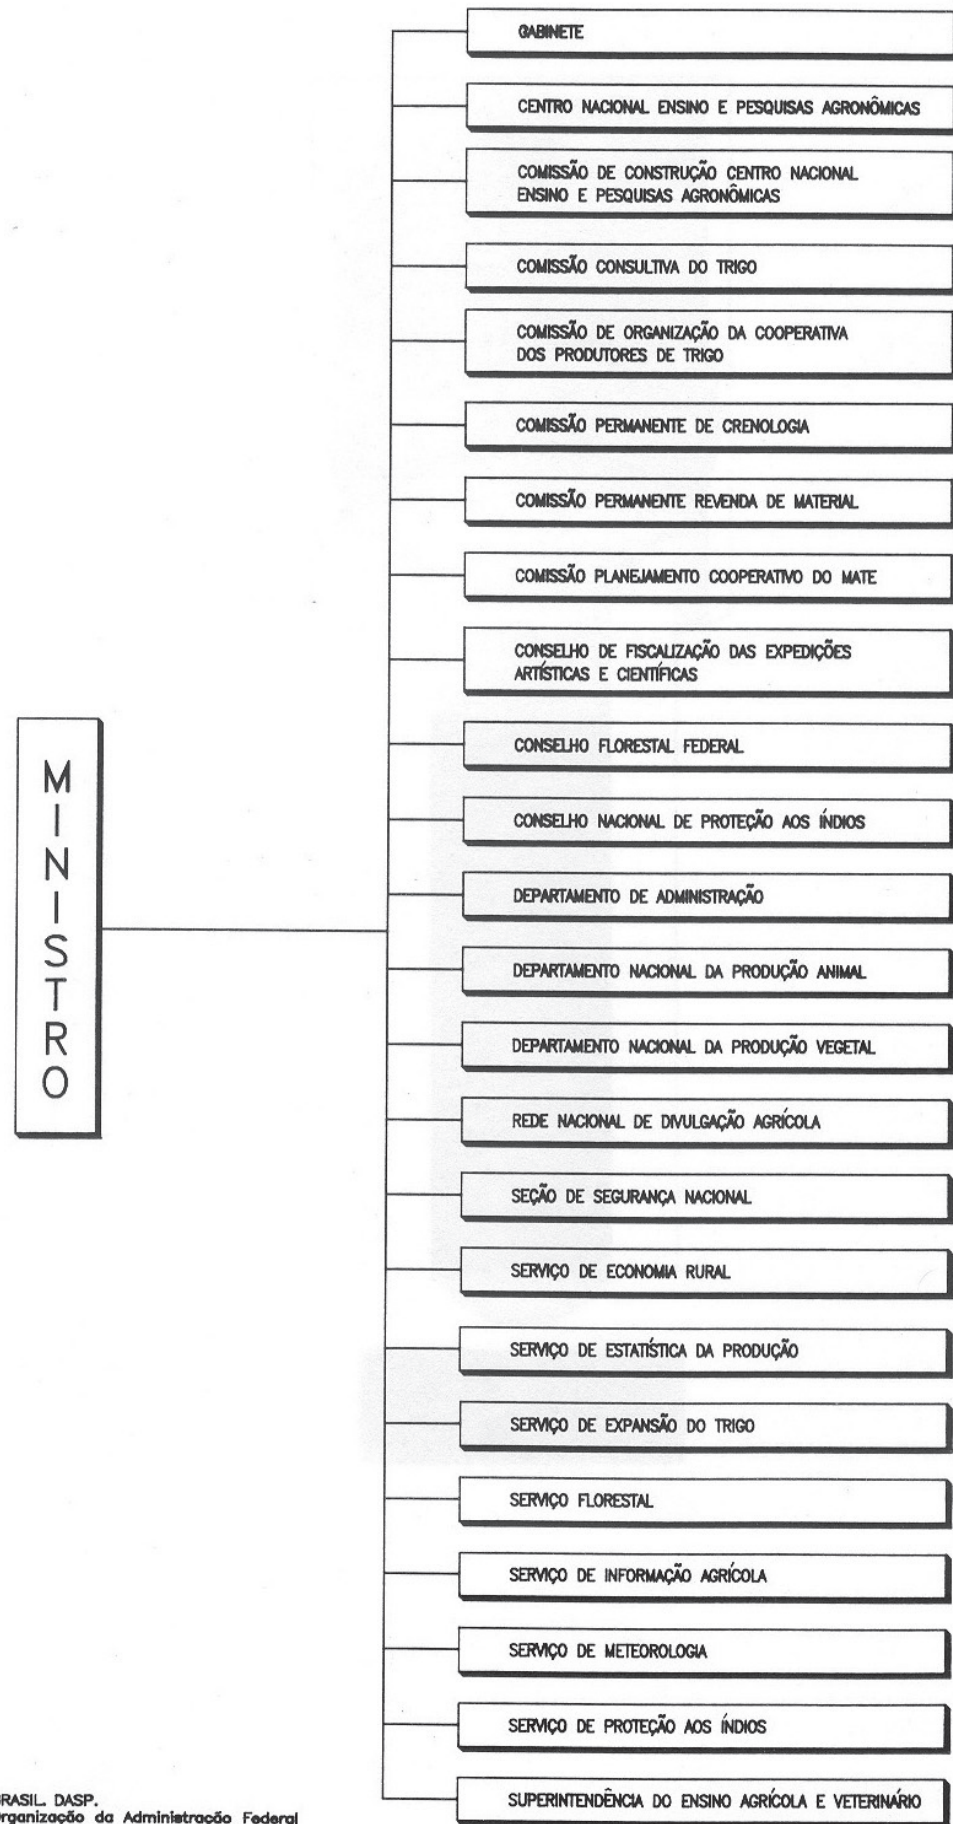 GABINETE
CENTRO NACIONAL ENSINO E PESQUISAS AGRONÔMICAS
COMISSÃO DE CONSTRUÇÃO CENTRO NACIONAL
ENSINO E PESQUISAS AGRONÔMICAS
COMISSÃO CONSULTIVA DO TRIGO
COMISSÃO DE ORGANIZAÇÃO DA COOPERATIVA
DOS PRODUTORES DE TRIGO
COMISSÃO PERMANENTE DE CRENOLOGIA
COMISSÃO PERMANENTE REVENDA DE MATERIAL
COMISSÃO PLANEJAMENTO COOPERATIVO DO MATE
CONSELHO DE FISCALIZAÇÃO DAS EXPEDIÇÕES
ARTÍSTICAS E CIENTÍFICAS
MINISTRO
CONSELHO FLORESTAL FEDERAL
CONSELHO NACIONAL DE PROTEÇÃO AOS ÍNDIOS
DEPARTAMENTO DE ADMINISTRAÇÃO
DEPARTAMENTO NACIONAL DA PRODUÇÃO ANIMAL
DEPARTAMENTO NACIONAL DA PRODUÇÃO VEGETAL
REDE NACIONAL DE DIVULGAÇÃO AGRÍCOLA
SEÇÃO DE SEGURANÇA NACIONAL
SERVIÇO DE ECONOMIA RURAL
SERVIÇO DE ESTATÍSTICA DA PRODUÇÃO
SERVIÇO DE EXPANSÃO DO TRIGO
SERVIÇO FLORESTAL
SERVIÇO DE INFORMAÇÃO AGRÍCOLA
SERVIÇO DE METEOROLOGIA
SERVIÇO DE PROTEÇÃO AOS ÍNDIOS
SUPERINTENDÊNCIA DO ENSINO AGRÍCOLA E VETERINÁRIO
BRASIL. DASP.
Organização da Administração Federal